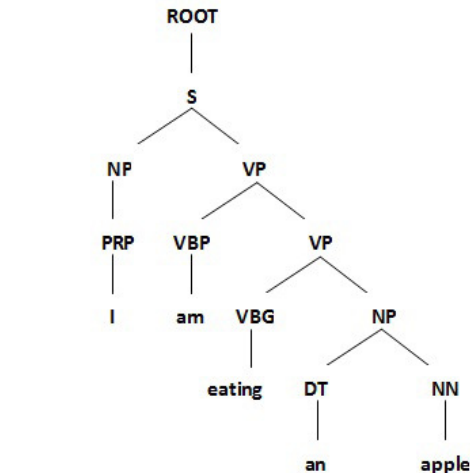 ROOT
S
NP VP
PRP VBP VP
I am VBG NP
eating DT NN
an apple